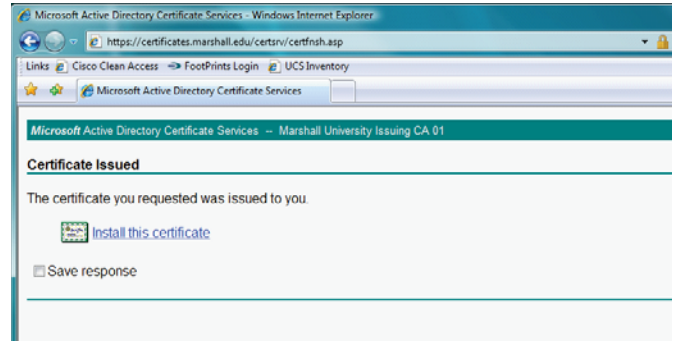 Microsoft Active Directory Certificate Services - Windows Internet Explorer
https://certificates.marshall.edu/certsrv/certfnsh.asp
Links Cisco Clean Access FootPrints Login UCS Inventory
Microsoft Active Directory Certificate Services
Microsoft Active Directory Certificate Services -- Marshall University Issuing CA 01
Certificate Issued
The certificate you requested was issued to you.
Install this certificate
Save response